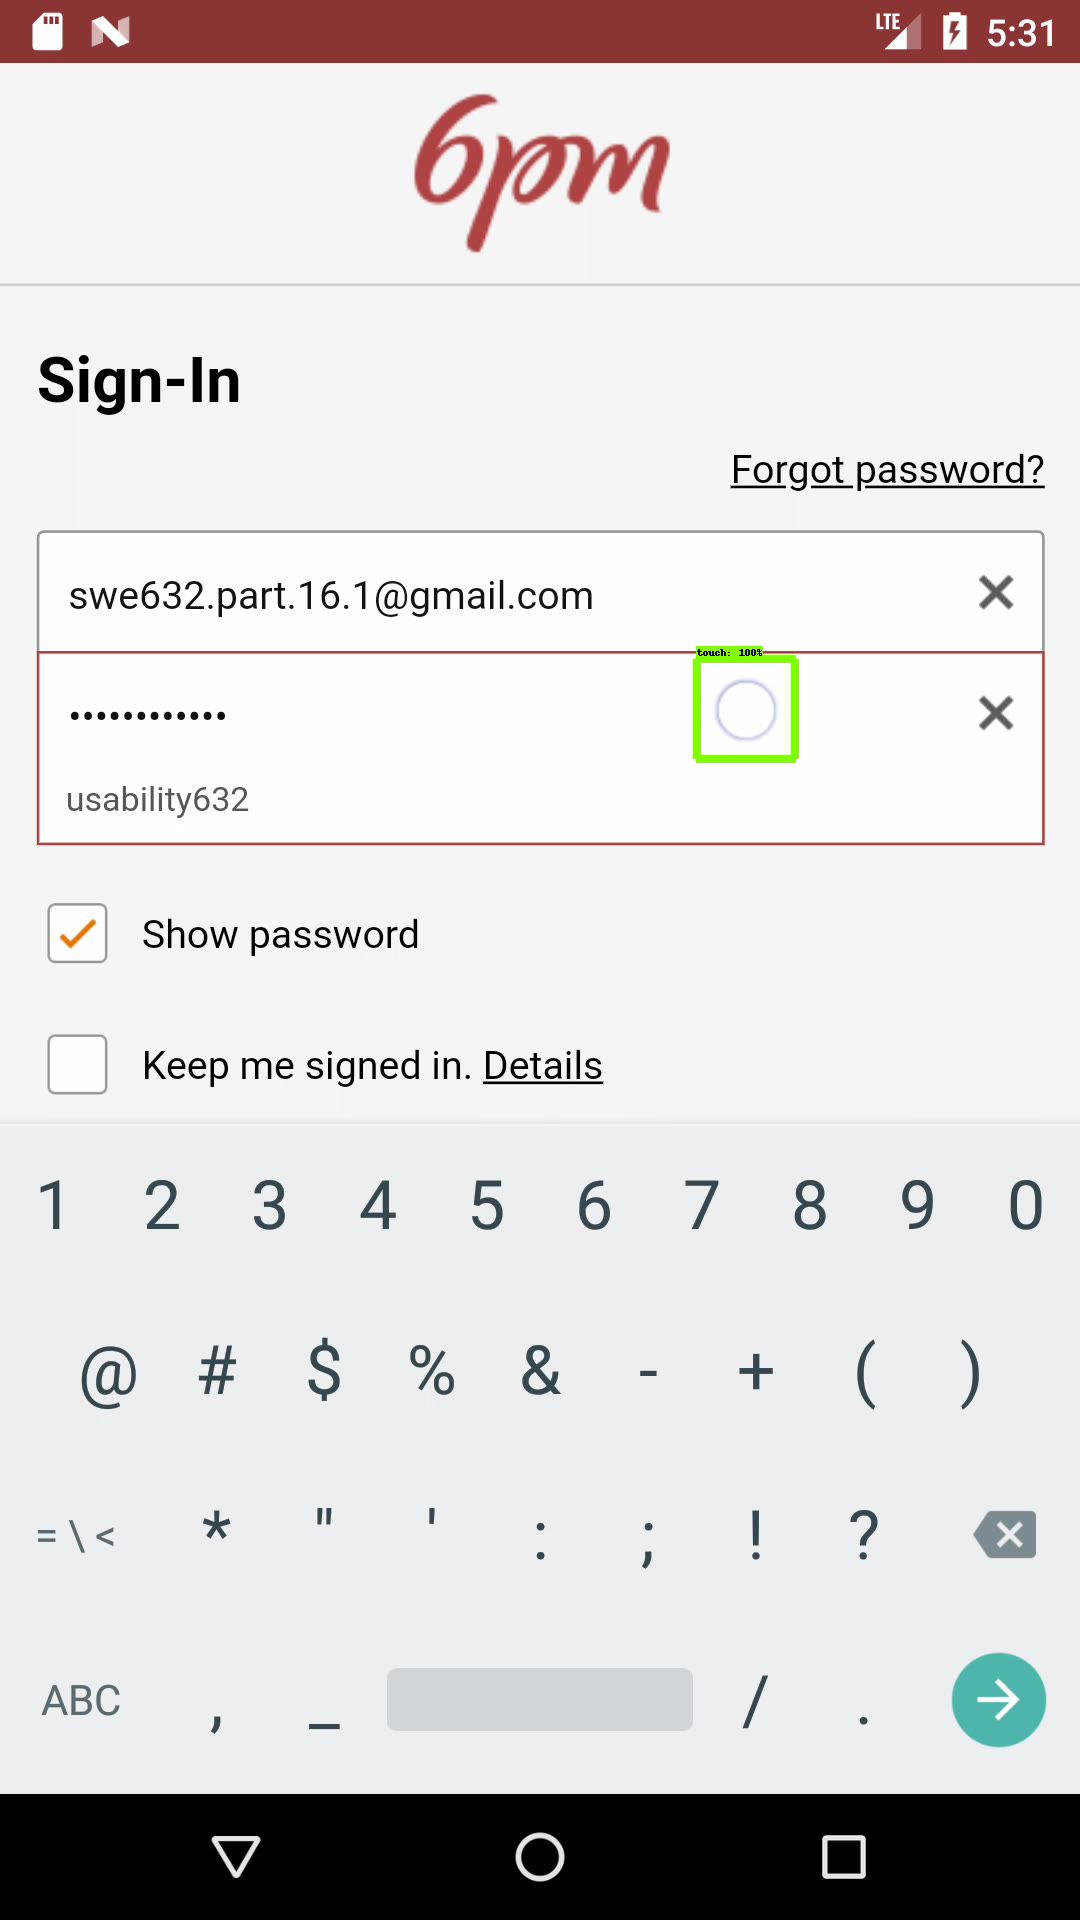 LTE 5:31
6pm
Sign-In
Forgot password?
swe632.part.16.1@gmail.com
touch: 100%
••••••••••••
usability632
Show password
Keep me signed in. Details
1 2 3 4 5 6 7 8 9 0
@ # $ % & - + ( )
= \ < * " ' : ; ! ?
ABC , _ / .